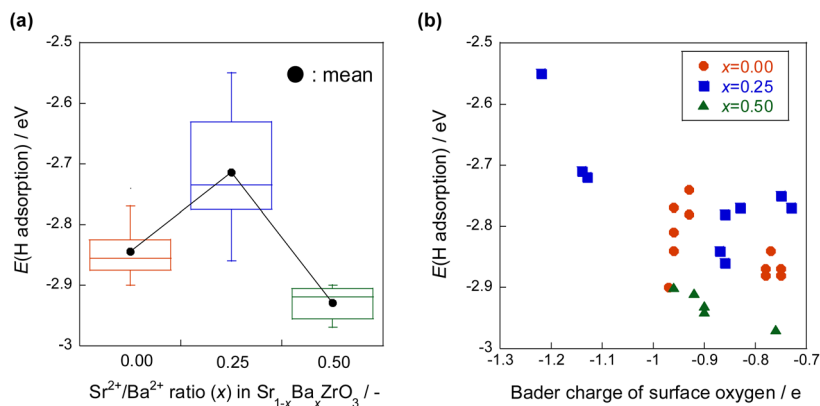 (a)
E(H adsorption) / eV
-2.5
-2.6
-2.7
-2.8
-2.9
-3
: mean
0.00 0.25 0.50
Sr²⁺/Ba²⁺ ratio (x) in Sr₁₋ₓBaₓZrO₃ / -
(b)
E(H adsorption) / eV
-2.5
-2.6
-2.7
-2.8
-2.9
-3
x=0.00
x=0.25
x=0.50
-1.3 -1.2 -1.1 -1 -0.9 -0.8 -0.7
Bader charge of surface oxygen / e